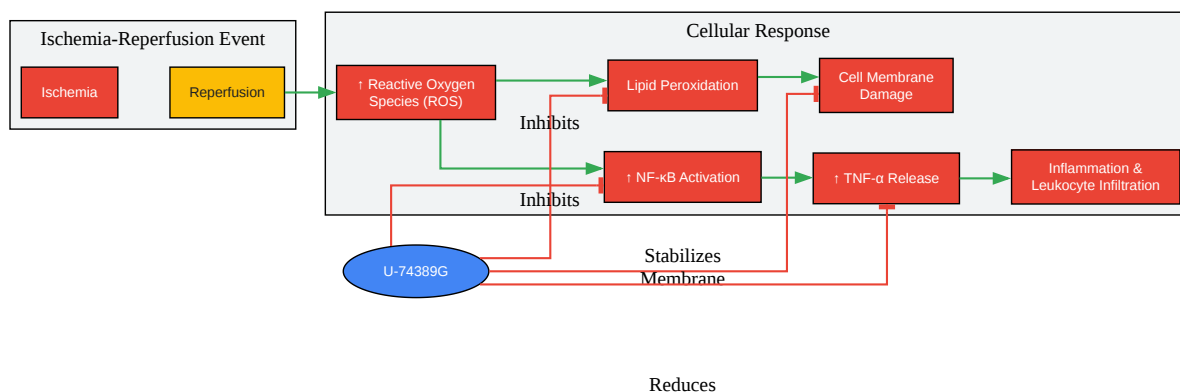 Ischemia-Reperfusion Event
Ischemia
Reperfusion
Cellular Response
↑ Reactive Oxygen
Species (ROS)
Lipid Peroxidation
Cell Membrane
Damage
Inhibits
↑ NF-κB Activation
↑ TNF-α Release
Inflammation &
Leukocyte Infiltration
Inhibits
U-74389G
Stabilizes
Membrane
Reduces